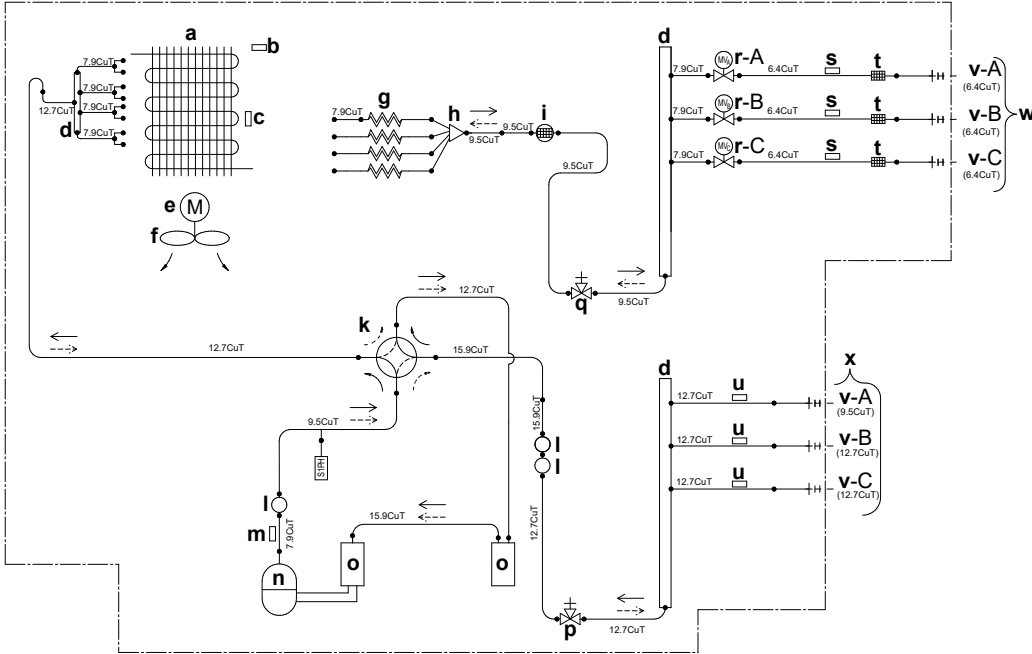 a
b
7.9CuT
7.9CuT
7.9CuT
7.9CuT
12.7CuT
d
c
e
M
f
7.9CuT
g
h
9.5CuT
9.5CuT
i
9.5CuT
d
7.9CuT
MVA
r-A
6.4CuT
s
t
v-A
(6.4CuT)
7.9CuT
r-B
6.4CuT
s
t
v-B
(6.4CuT)
w
7.9CuT
MVC
r-C
6.4CuT
s
t
v-C
(6.4CuT)
q
9.5CuT
12.7CuT
k
12.7CuT
15.9CuT
9.5CuT
S1PH
l
m
7.9CuT
n
15.9CuT
o
o
15.9CuT
l
l
12.7CuT
p
12.7CuT
d
x
12.7CuT
u
v-A
(9.5CuT)
12.7CuT
u
v-B
(12.7CuT)
12.7CuT
u
v-C
(12.7CuT)